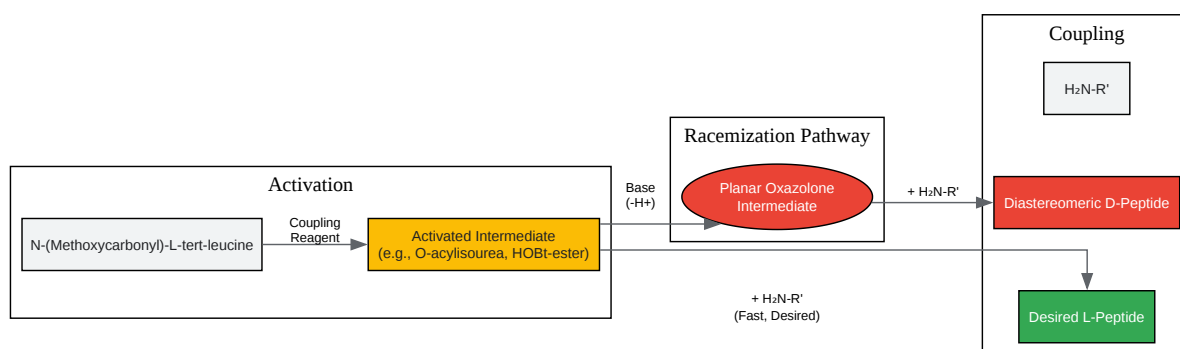 Activation
N-(Methoxycarbonyl)-L-tert-leucine
Coupling
Reagent
Activated Intermediate
(e.g., O-acylisourea, HOBt-ester)
Base
(-H+)
Racemization Pathway
Planar Oxazolone
Intermediate
+ H₂N-R'
+ H₂N-R'
(Fast, Desired)
Coupling
H₂N-R'
Diastereomeric D-Peptide
Desired L-Peptide